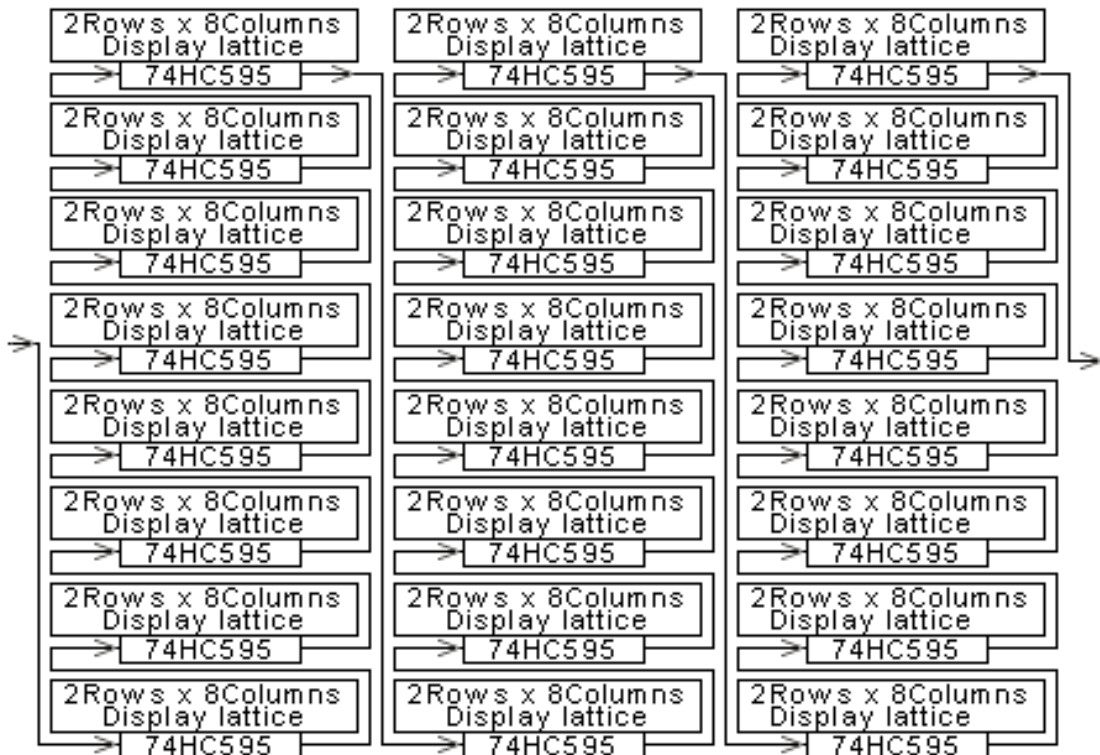 2Rows x 8Columns
Display lattice
74HC595
2Rows x 8Columns
Display lattice
74HC595
2Rows x 8Columns
Display lattice
74HC595
2Rows x 8Columns
Display lattice
74HC595
2Rows x 8Columns
Display lattice
74HC595
2Rows x 8Columns
Display lattice
74HC595
2Rows x 8Columns
Display lattice
74HC595
2Rows x 8Columns
Display lattice
74HC595
2Rows x 8Columns
Display lattice
74HC595
2Rows x 8Columns
Display lattice
74HC595
2Rows x 8Columns
Display lattice
74HC595
2Rows x 8Columns
Display lattice
74HC595
2Rows x 8Columns
Display lattice
74HC595
2Rows x 8Columns
Display lattice
74HC595
2Rows x 8Columns
Display lattice
74HC595
2Rows x 8Columns
Display lattice
74HC595
2Rows x 8Columns
Display lattice
74HC595
2Rows x 8Columns
Display lattice
74HC595
2Rows x 8Columns
Display lattice
74HC595
2Rows x 8Columns
Display lattice
74HC595
2Rows x 8Columns
Display lattice
74HC595
2Rows x 8Columns
Display lattice
74HC595
2Rows x 8Columns
Display lattice
74HC595
2Rows x 8Columns
Display lattice
74HC595